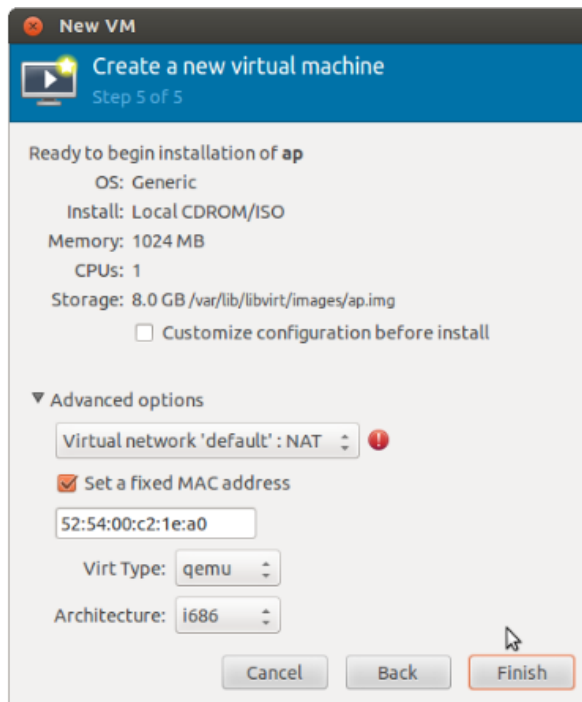 New VM
Create a new virtual machine
Step 5 of 5
Ready to begin installation of ap
OS: Generic
Install: Local CDROM/ISO
Memory: 1024 MB
CPUs: 1
Storage: 8.0 GB /var/lib/libvirt/images/ap.img
Customize configuration before install
Advanced options
Virtual network 'default' : NAT
Set a fixed MAC address
52:54:00:c2:1e:a0
Virt Type: qemu
Architecture: i686
Cancel Back Finish